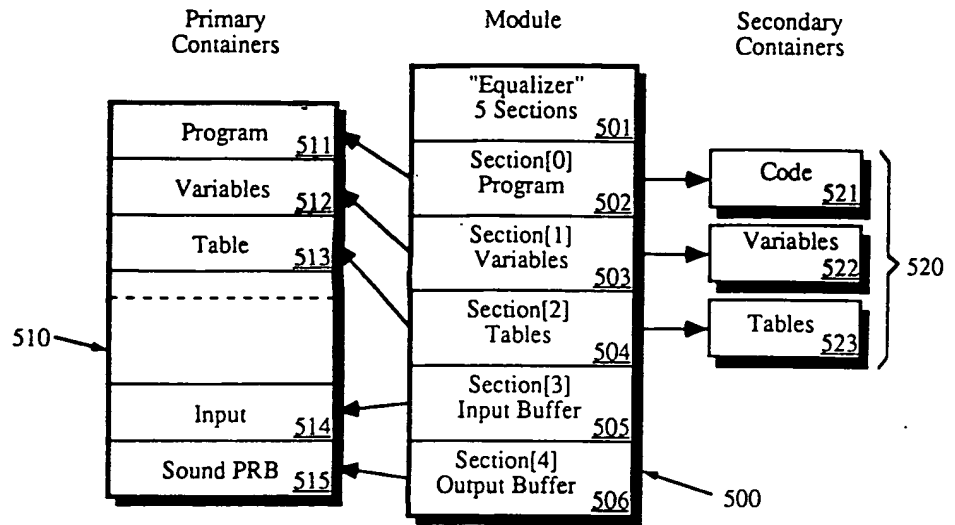 Primary
Containers
Module
Secondary
Containers
"Equalizer"
5 Sections
501
Program
511
Section[0]
Program
502
Code
521
Variables
512
Section[1]
Variables
503
Variables
522
520
Table
513
Section[2]
Tables
504
Tables
523
510
Section[3]
Input Buffer
505
Input
514
Section[4]
Output Buffer
506
Sound PRB
515
500